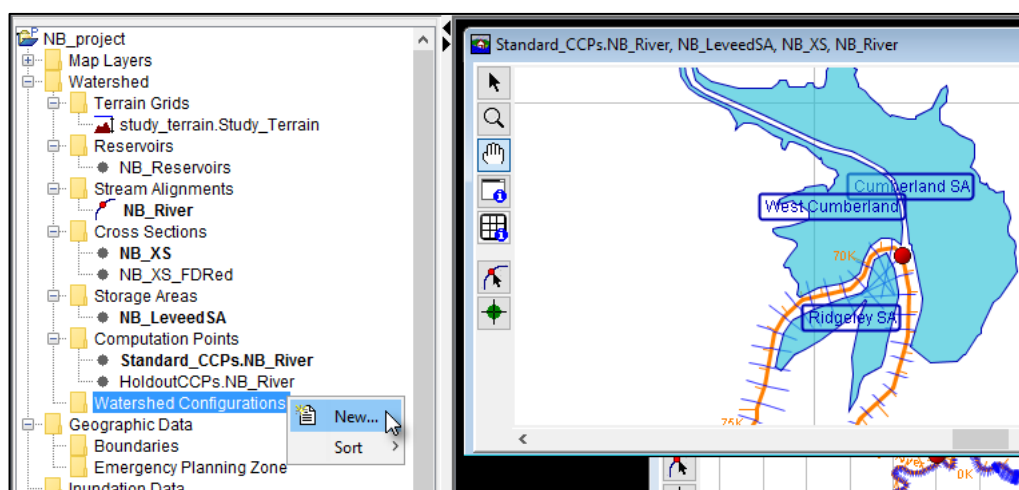 NB_project
Map Layers
Watershed
Terrain Grids
study_terrain.Study_Terrain
Reservoirs
NB_Reservoirs
Stream Alignments
NB_River
Cross Sections
NB_XS
NB_XS_FDRed
Storage Areas
NB_LeveedSA
Computation Points
Standard_CCPs.NB_River
HoldoutCCPs.NB_River
Watershed Configurations
New...
Sort
Geographic Data
Boundaries
Emergency Planning Zone
Inundation Data
Standard_CCPs.NB_River, NB_LeveedSA, NB_XS, NB_River
Cumberland SA
West Cumberland
70K
Ridgeley SA
75K
0K